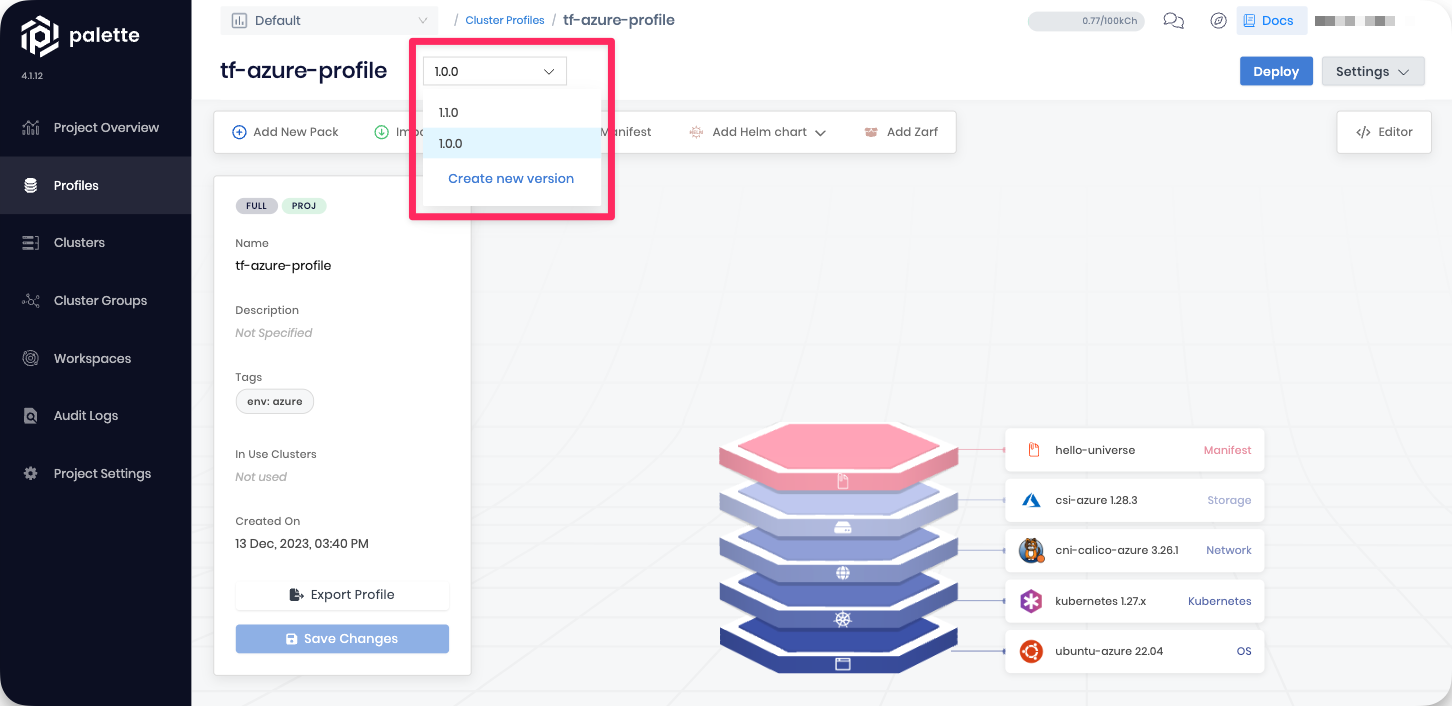 palette
4.1.12
Project Overview
Profiles
Clusters
Cluster Groups
Workspaces
Audit Logs
Project Settings
Default
/ Cluster Profiles / tf-azure-profile
0.77/100kCh
Docs
tf-azure-profile
1.0.0
Deploy
Settings
1.1.0
1.0.0
Create new version
Add New Pack
Manifest
Add Helm chart
Add Zarf
Editor
FULL PROJ
Name
tf-azure-profile
Description
Not Specified
Tags
env: azure
In Use Clusters
Not used
Created On
13 Dec, 2023, 03:40 PM
Export Profile
Save Changes
hello-universe Manifest
csi-azure 1.28.3 Storage
cni-calico-azure 3.26.1 Network
kubernetes 1.27.x Kubernetes
ubuntu-azure 22.04 OS